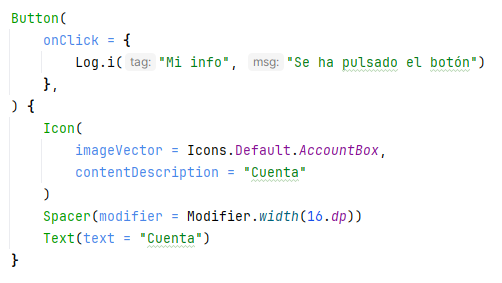 Button(
    onClick = {
        Log.i( tag: "Mi info", msg: "Se ha pulsado el botón")
    },
) {
    Icon(
        imageVector = Icons.Default.AccountBox,
        contentDescription = "Cuenta"
    )
    Spacer(modifier = Modifier.width(16.dp))
    Text(text = "Cuenta")
}